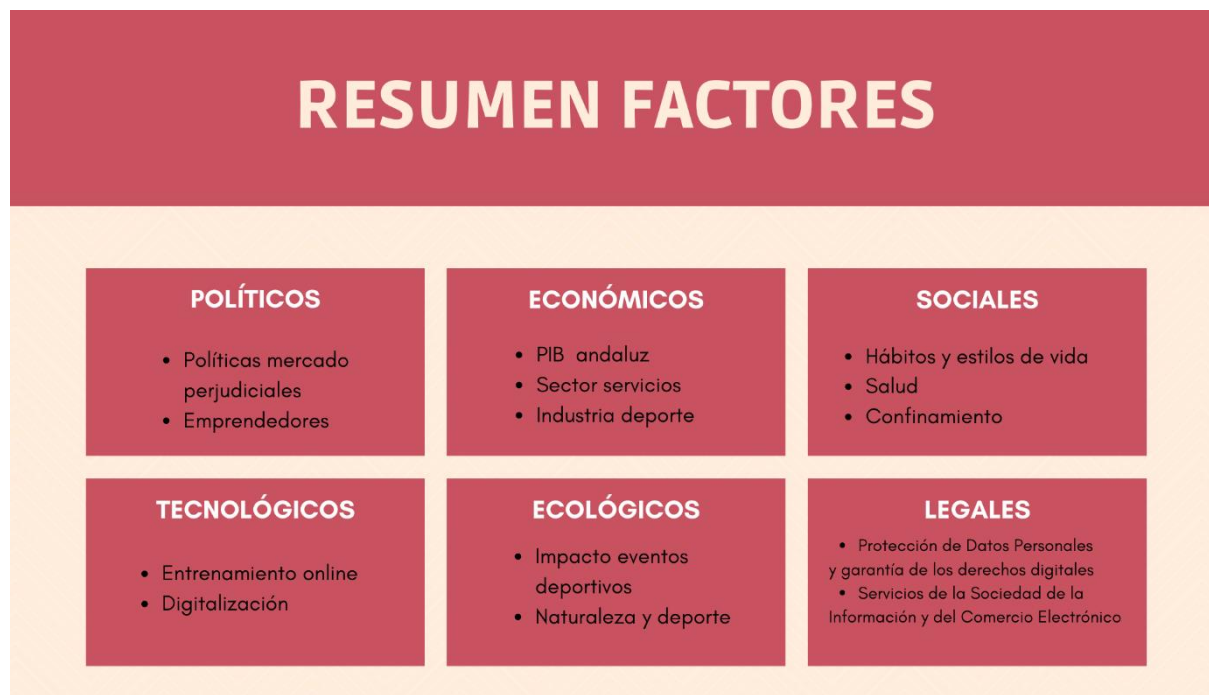 RESUMEN FACTORES
POLÍTICOS
• Políticas mercado
perjudiciales
• Emprendedores
ECONÓMICOS
• PIB andaluz
• Sector servicios
• Industria deporte
SOCIALES
• Hábitos y estilos de vida
• Salud
• Confinamiento
TECNOLÓGICOS
• Entrenamiento online
• Digitalización
ECOLÓGICOS
• Impacto eventos
deportivos
• Naturaleza y deporte
LEGALES
• Protección de Datos Personales
y garantía de los derechos digitales
• Servicios de la Sociedad de la
Información y del Comercio Electrónico